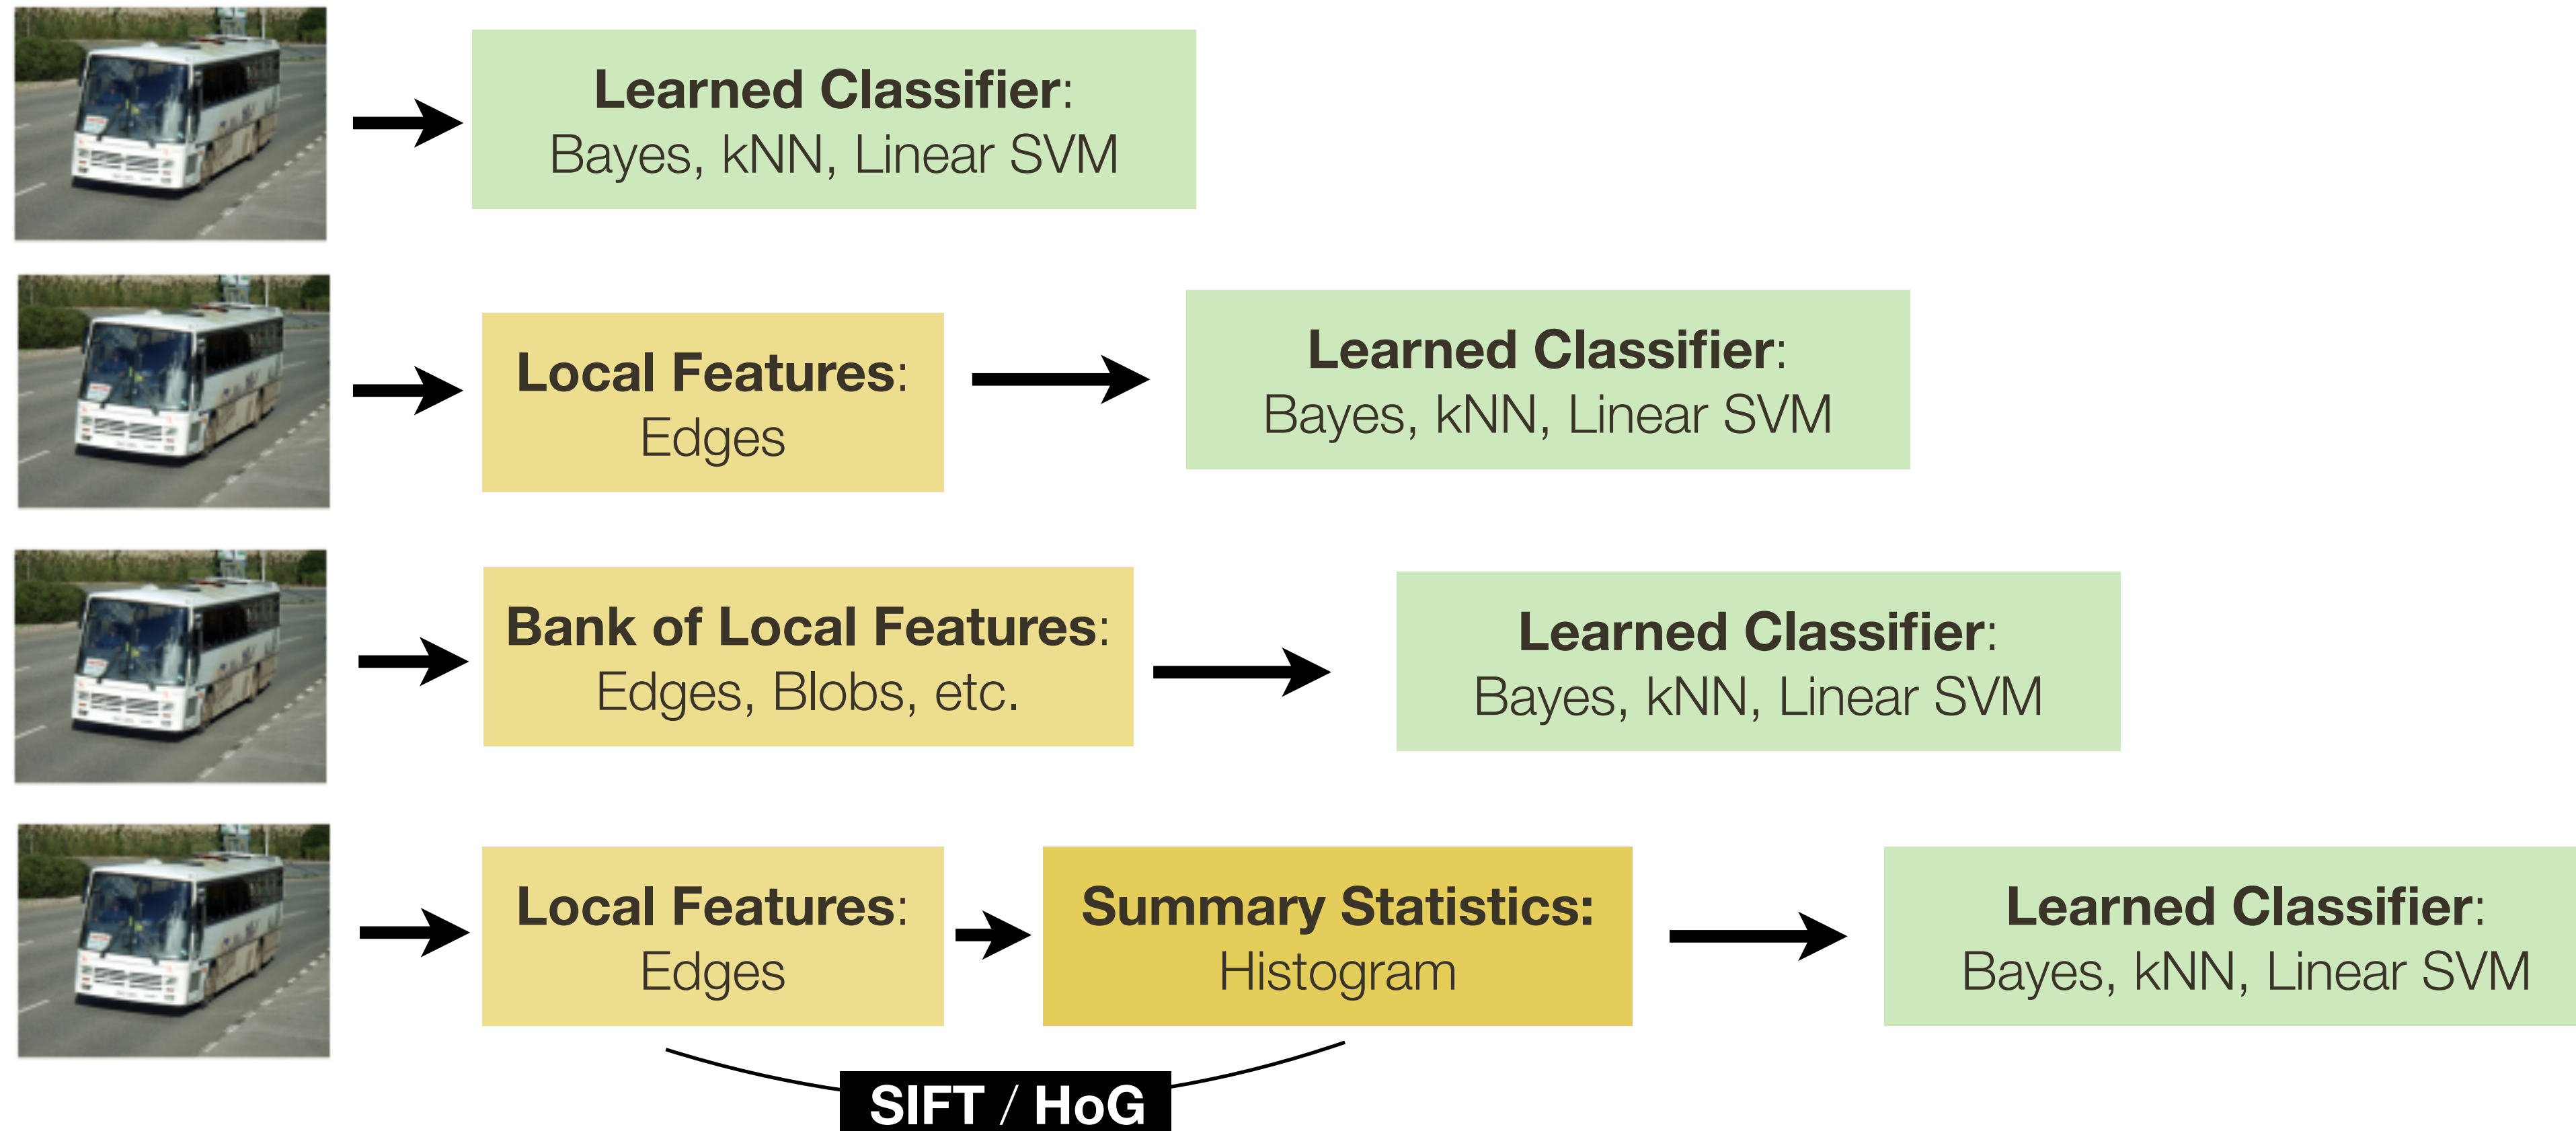 Learned Classifier:
Bayes, kNN, Linear SVM
Local Features:
Edges
Learned Classifier:
Bayes, kNN, Linear SVM
Bank of Local Features:
Edges, Blobs, etc.
Learned Classifier:
Bayes, kNN, Linear SVM
Local Features:
Edges
Summary Statistics:
Histogram
Learned Classifier:
Bayes, kNN, Linear SVM
SIFT / HoG